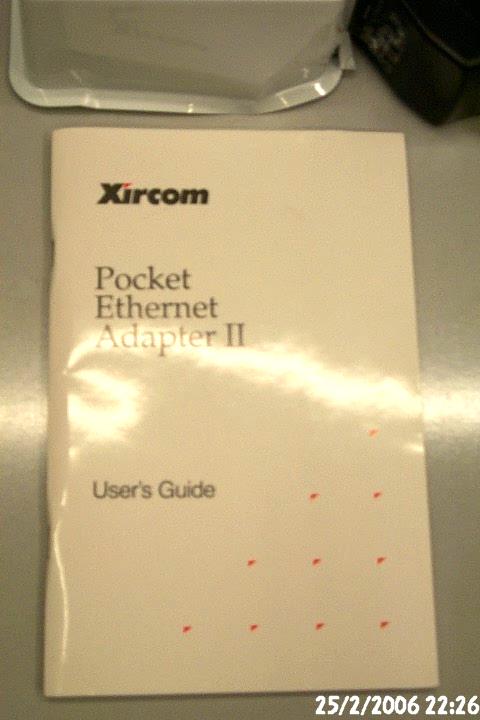 Xircom
Pocket
Ethernet
Adapter II
User's Guide
25/2/2006 22:26